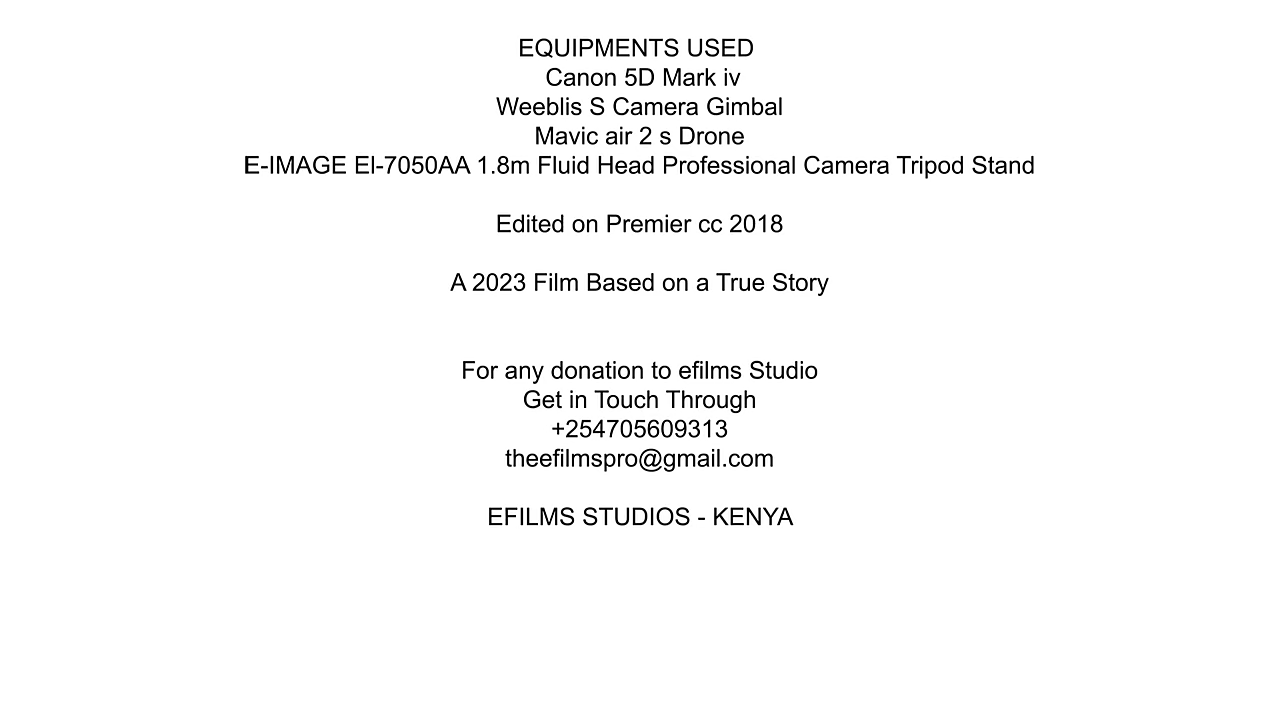 EQUIPMENTS USED
Canon 5D Mark iv
Weeblis S Camera Gimbal
Mavic air 2 s Drone
E-IMAGE El-7050AA 1.8m Fluid Head Professional Camera Tripod Stand
Edited on Premier cc 2018
A 2023 Film Based on a True Story
For any donation to efilms Studio
Get in Touch Through
+254705609313
theefilmspro@gmail.com
EFILMS STUDIOS - KENYA